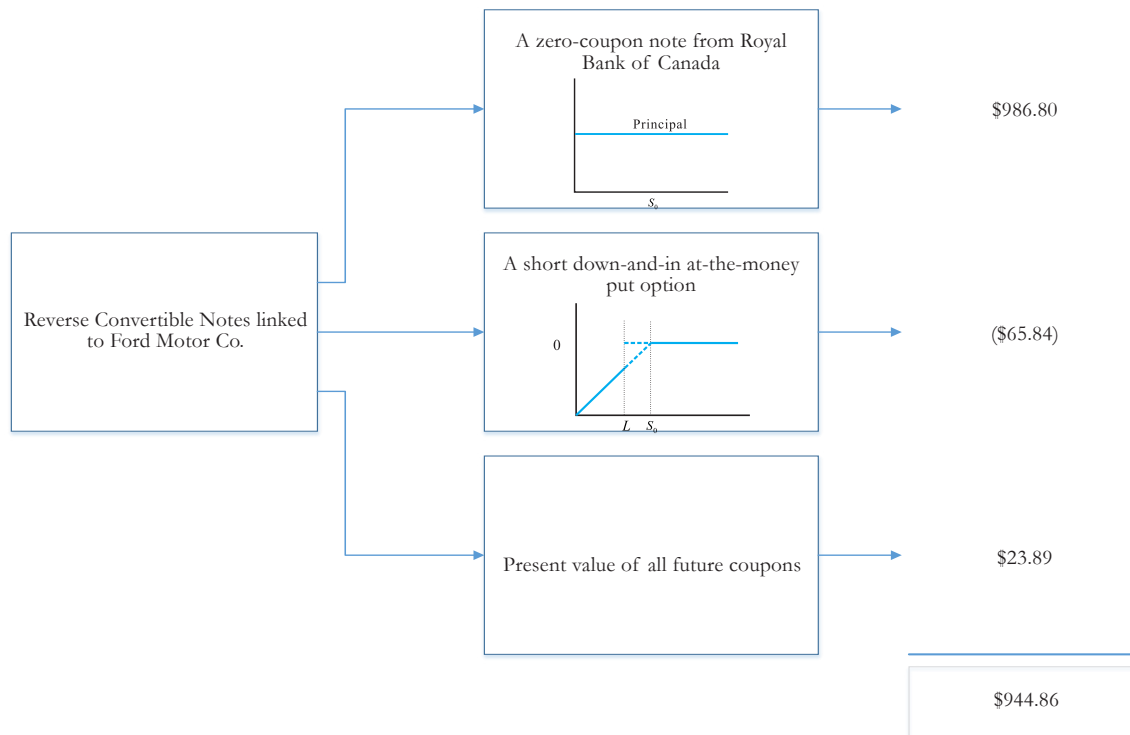 A zero-coupon note from Royal
Bank of Canada
Principal
S₀
$986.80
Reverse Convertible Notes linked
to Ford Motor Co.
A short down-and-in at-the-money
put option
0
L S₀
($65.84)
Present value of all future coupons
$23.89
$944.86